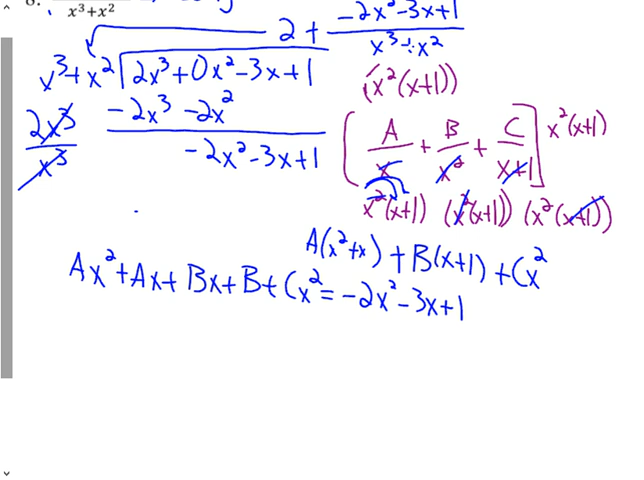 x³+x²
2 + (-2x²-3x+1)/(x³+x²)
x³+x² 2x³+0x²-3x+1
(x²(x+1))
2x³/x³ -2x³ -2x²
-2x²-3x+1
[A/x + B/x² + C/(x+1)] x²(x+1)
x²(x+1) (x²(x+1)) (x²(x+1))
A(x²+x) + B(x+1) + Cx²
Ax²+Ax+Bx+B+Cx² = -2x²-3x+1